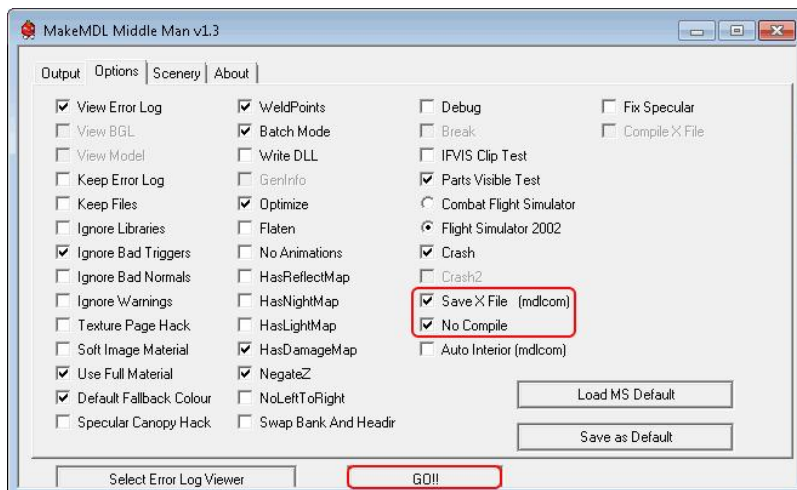 MakeMDL Middle Man v1.3
Output Options Scenery About
View Error Log
View BGL
View Model
Keep Error Log
Keep Files
Ignore Libraries
Ignore Bad Triggers
Ignore Bad Normals
Ignore Warnings
Texture Page Hack
Soft Image Material
Use Full Material
Default Fallback Colour
Specular Canopy Hack
WeldPoints
Batch Mode
Write DLL
GenInfo
Optimize
Flaten
No Animations
HasReflectMap
HasNightMap
HasLightMap
HasDamageMap
NegateZ
NoLeftToRight
Swap Bank And Headir
Debug
Break
IFVIS Clip Test
Parts Visible Test
Combat Flight Simulator
Flight Simulator 2002
Crash
Crash2
Save X File (mdlcom)
No Compile
Auto Interior (mdlcom)
Fix Specular
Compile X File
Load MS Default
Save as Default
Select Error Log Viewer
GO!!